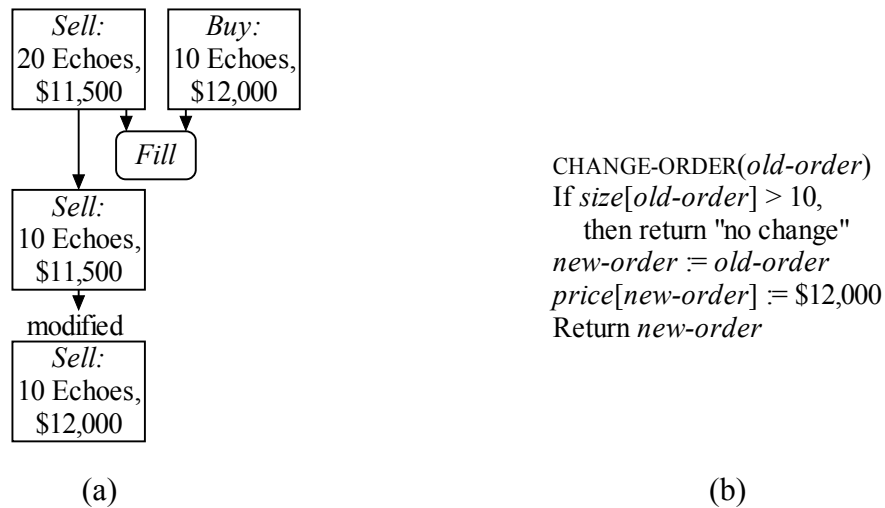 Sell:
20 Echoes,
$11,500
Buy:
10 Echoes,
$12,000
Fill
Sell:
10 Echoes,
$11,500
modified
Sell:
10 Echoes,
$12,000
(a)
CHANGE-ORDER(old-order)
If size[old-order] > 10,
then return "no change"
new-order := old-order
price[new-order] := $12,000
Return new-order
(b)